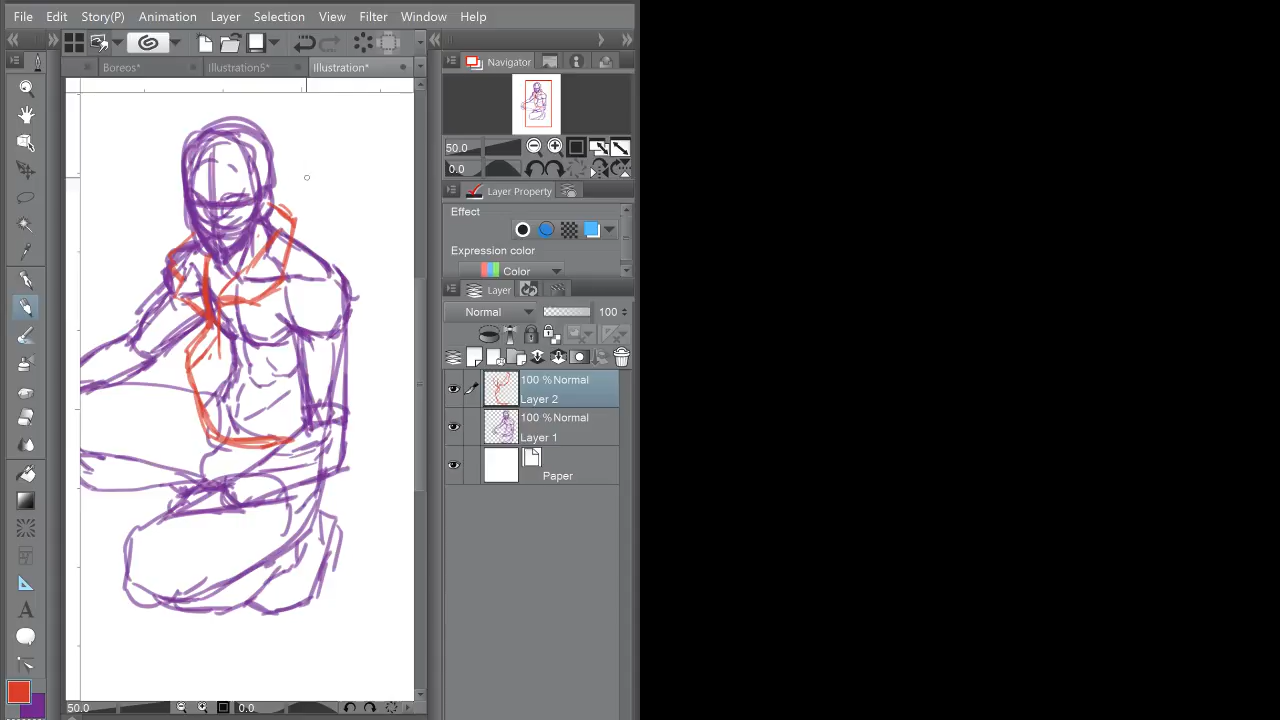 File Edit Story(P) Animation Layer Selection View Filter Window Help
Boreos* Illustration5* Illustration*
Navigator
50.0
0.0
Layer Property
Effect
Expression color
Color
Layer
Normal 100
100 % Normal
Layer 2
100 % Normal
Layer 1
Paper
A
50.0 0.0